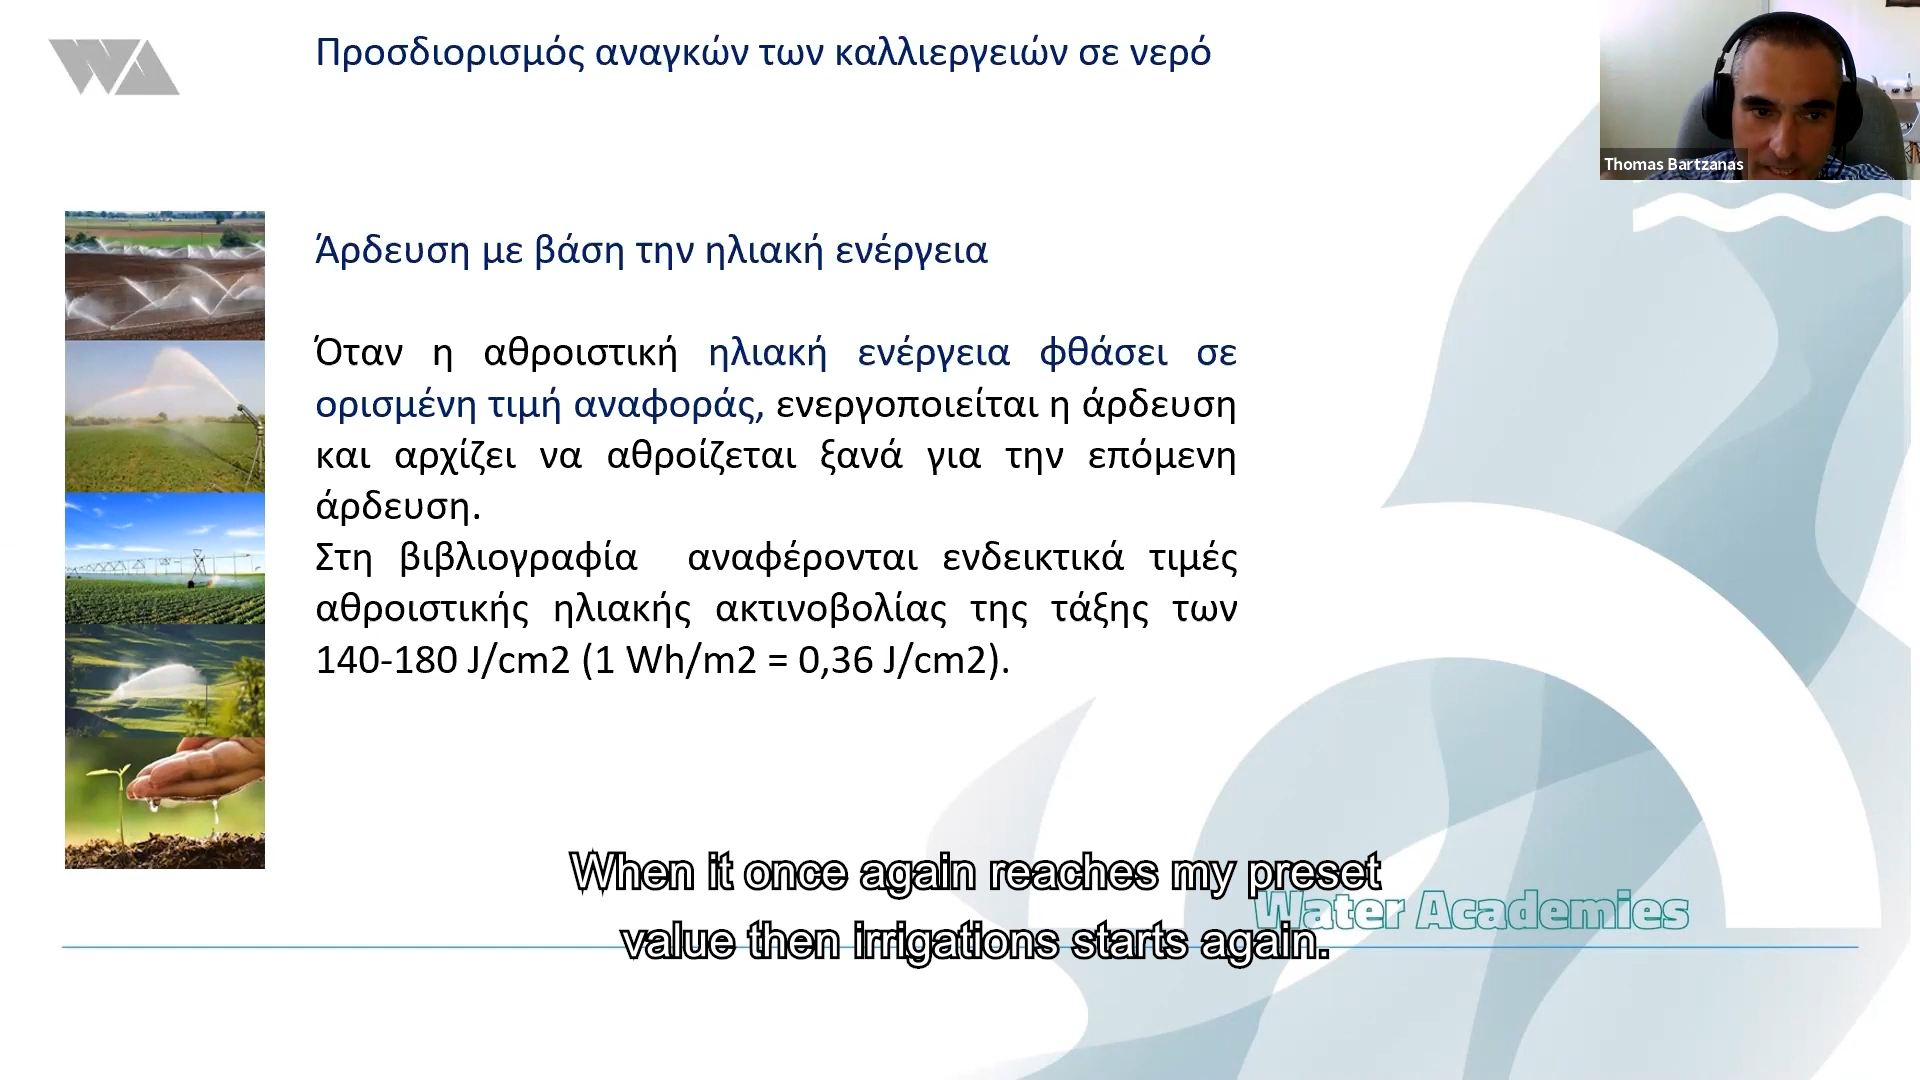 Προσδιορισμός αναγκών των καλλιεργειών σε νερό
Thomas Bartzanas
Άρδευση με βάση την ηλιακή ενέργεια
Όταν η αθροιστική ηλιακή ενέργεια φθάσει σε
ορισμένη τιμή αναφοράς, ενεργοποιείται η άρδευση
και αρχίζει να αθροίζεται ξανά για την επόμενη
άρδευση.
Στη βιβλιογραφία αναφέρονται ενδεικτικά τιμές
αθροιστικής ηλιακής ακτινοβολίας της τάξης των
140-180 J/cm2 (1 Wh/m2 = 0,36 J/cm2).
When it once again reaches my preset
value then irrigations starts again.
Water Academies